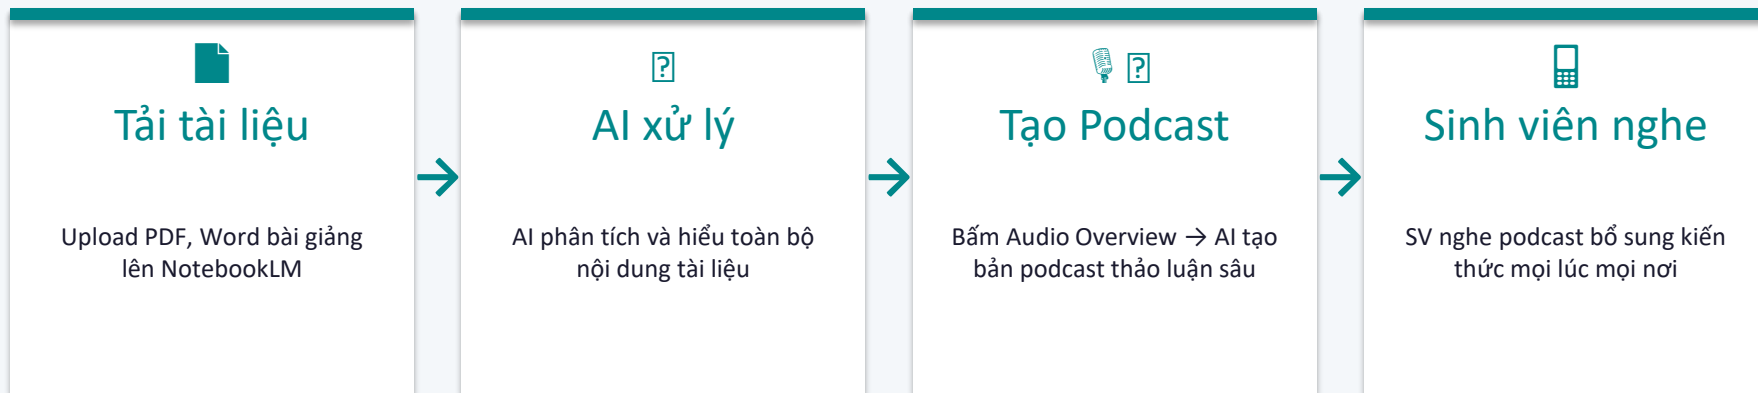 Tải tài liệu
Upload PDF, Word bài giảng
lên NotebookLM
AI xử lý
AI phân tích và hiểu toàn bộ
nội dung tài liệu
Tạo Podcast
Bấm Audio Overview → AI tạo
bản podcast thảo luận sâu
Sinh viên nghe
SV nghe podcast bổ sung kiến
thức mọi lúc mọi nơi